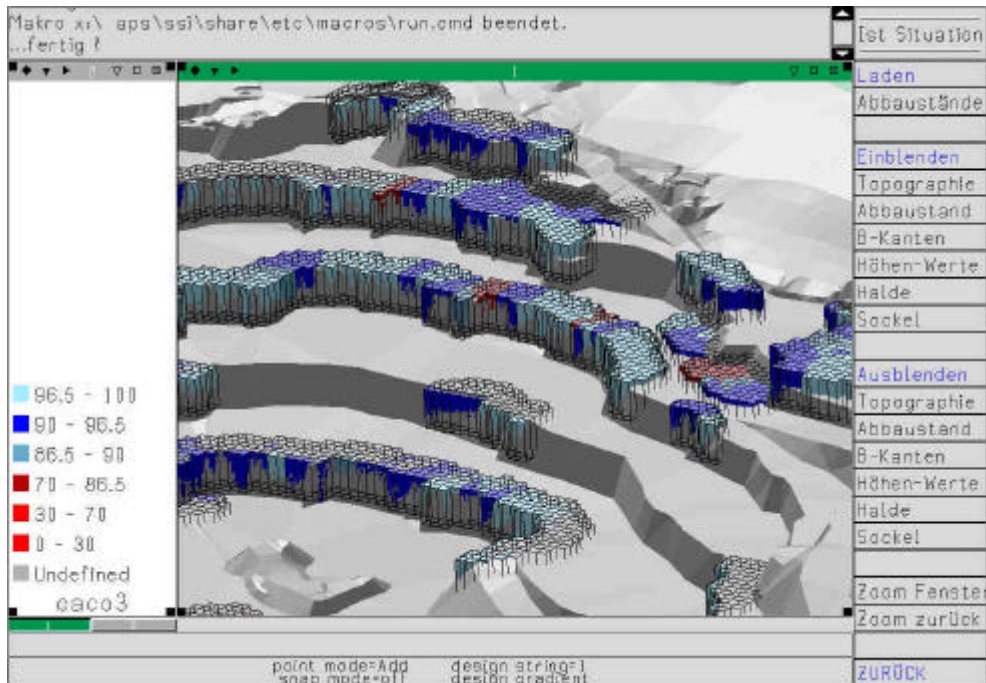 Makro x:\ aps\ssi\share\etc\macros\run.cmd beendet.
...fertig !
Ist Situation
Laden
Abbaustände
Einblenden
Topographie
Abbaustand
B-Kanten
Höhen-Werte
Halde
Sockel
Ausblenden
Topographie
Abbaustand
B-Kanten
Höhen-Werte
Halde
Sockel
Zoom Fenster
Zoom zurück
ZURÜCK
96.5 - 100
90 - 96.5
86.5 - 90
70 - 86.5
30 - 70
0 - 30
Undefined
caco3
point mode=Add design string=1
snap mode=off design gradient